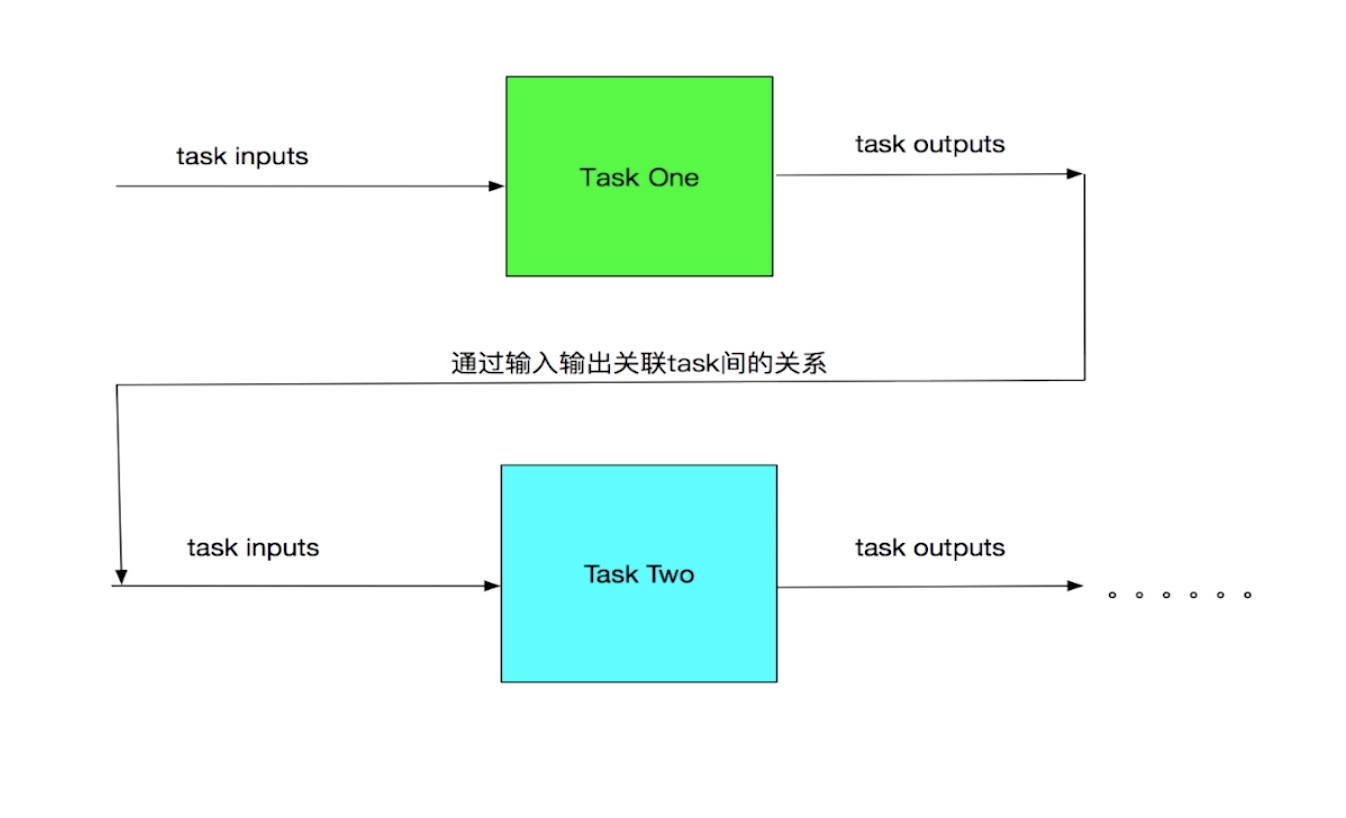 task inputs
Task One
task outputs
通过输入输出关联task间的关系
task inputs
Task Two
task outputs
。。。。。。